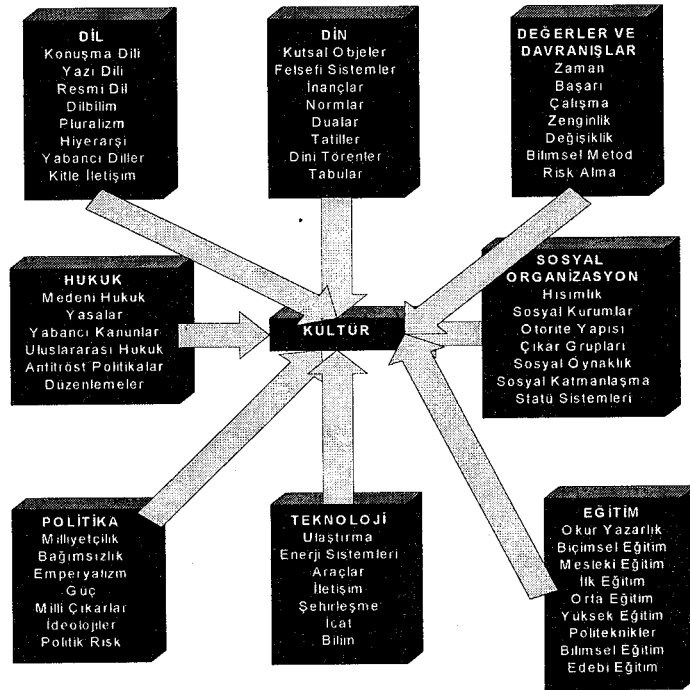 DİL
Konuşma Dili
Yazı Dili
Resmi Dil
Dilbilim
Pluralizm
Hiyerarşi
Yabancı Diller
Kitle İletişim
DİN
Kutsal Objeler
Felsefi Sistemler
İnançlar
Normlar
Dualar
Tatiller
Dini Törenler
Tabular
DEĞERLER VE
DAVRANIŞLAR
Zaman
Başarı
Çalışma
Zenginlik
Değişiklik
Bilimsel Metod
Risk Alma
HUKUK
Medeni Hukuk
Yasalar
Yabancı Kanunlar
Uluslararası Hukuk
Antitröst Politikalar
Düzenlemeler
KÜLTÜR
SOSYAL
ORGANİZASYON
Hısımlık
Sosyal Kurumlar
Otorite Yapısı
Çıkar Grupları
Sosyal Oynaklık
Sosyal Katmanlaşma
Statü Sistemleri
POLİTİKA
Milliyetçilik
Bağımsızlık
Emperyalizm
Güç
Milli Çıkarlar
İdeolojiler
Politik Risk
TEKNOLOJİ
Ulaştırma
Enerji Sistemleri
Araçlar
İletişim
Şehirleşme
İcat
Bilim
EĞİTİM
Okur Yazarlık
Biçimsel Eğitim
Mesleki Eğitim
İlk Eğitim
Orta Eğitim
Yüksek Eğitim
Politeknikler
Bilimsel Eğitim
Edebi Eğitim